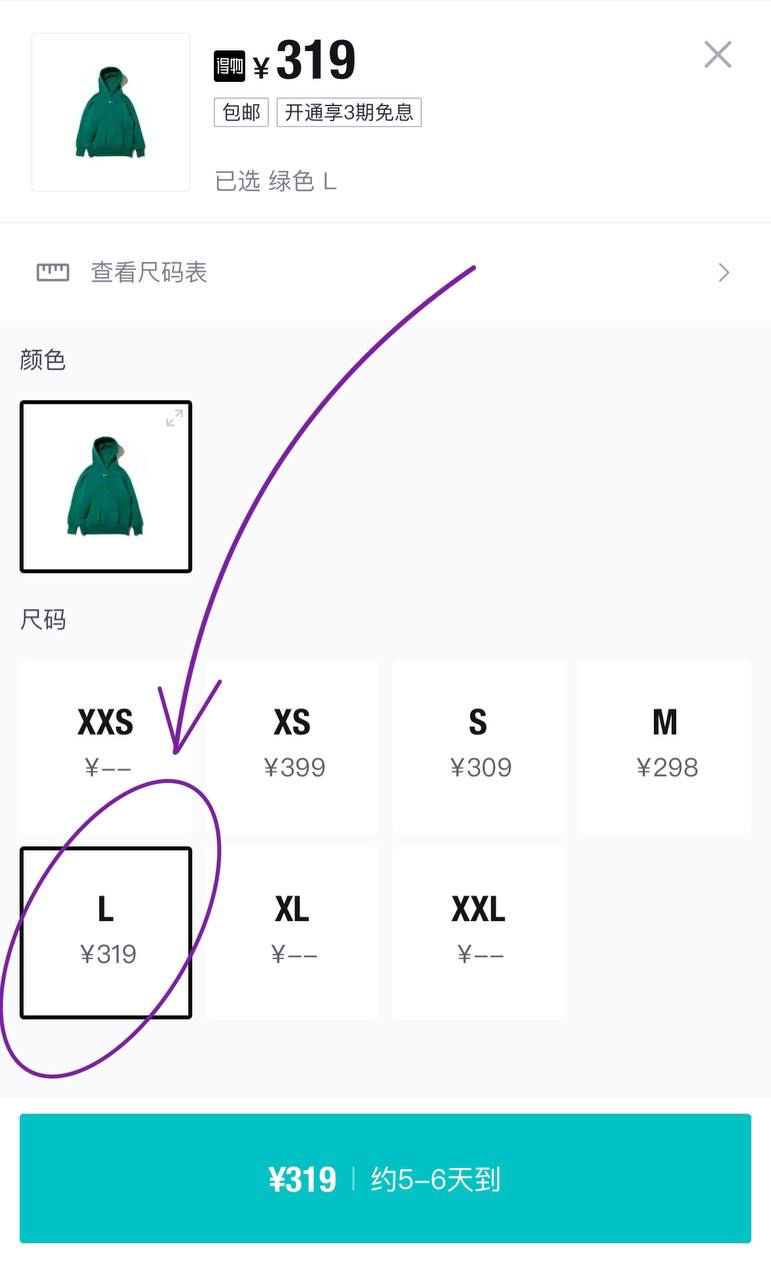 得物 ¥319
包邮 开通享3期免息
已选 绿色 L
查看尺码表
颜色
尺码
XXS XS S M
¥-- ¥399 ¥309 ¥298
L XL XXL
¥319 ¥-- ¥--
¥319 | 约5-6天到